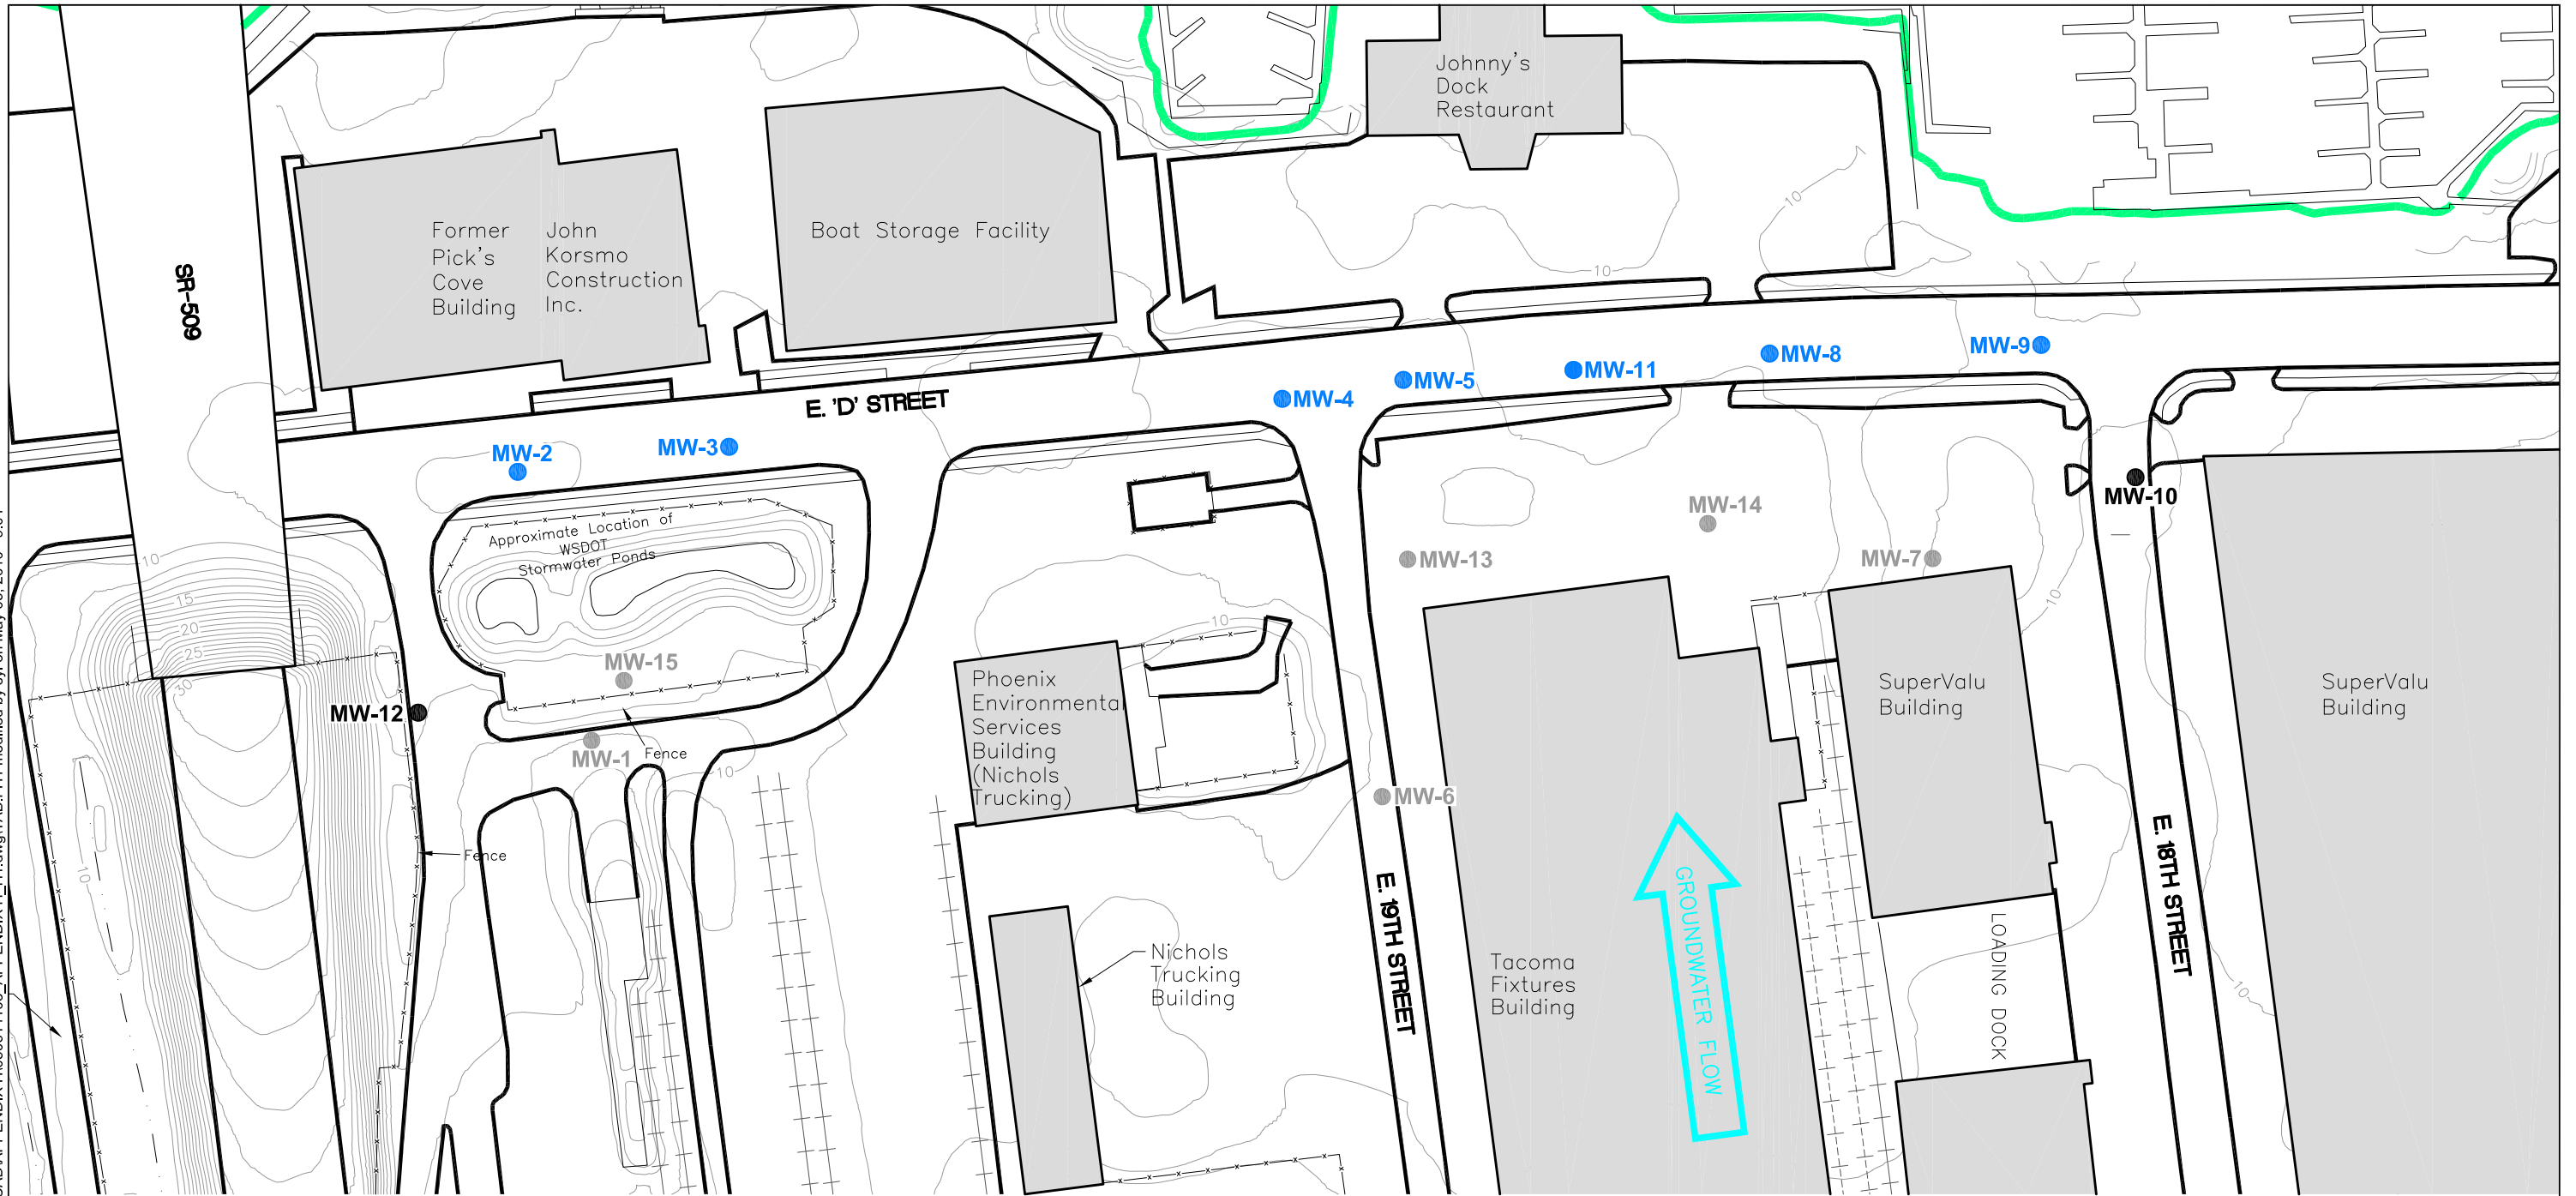 Johnny's
Dock
Restaurant
Former
Pick's
Cove
Building
John
Korsmo
Construction
Inc.
Boat Storage Facility
10
10
SR-509
E. 'D' STREET
MW-2
MW-3
MW-4
MW-5
MW-11
MW-8
MW-9
MW-10
MW-14
MW-13
MW-7
Approximate Location of
WSDOT
Stormwater Ponds
10
15
20
25
30
10
10
MW-15
MW-12
MW-1
Fence
10
Phoenix
Environmental
Services
Building
(Nichols
Trucking)
SuperValu
Building
SuperValu
Building
MW-6
Fence
10
E. 19TH STREET
E. 18TH STREET
GROUNDWATER FLOW
Nichols
Trucking
Building
Tacoma
Fixtures
Building
LOADING DOCK
10